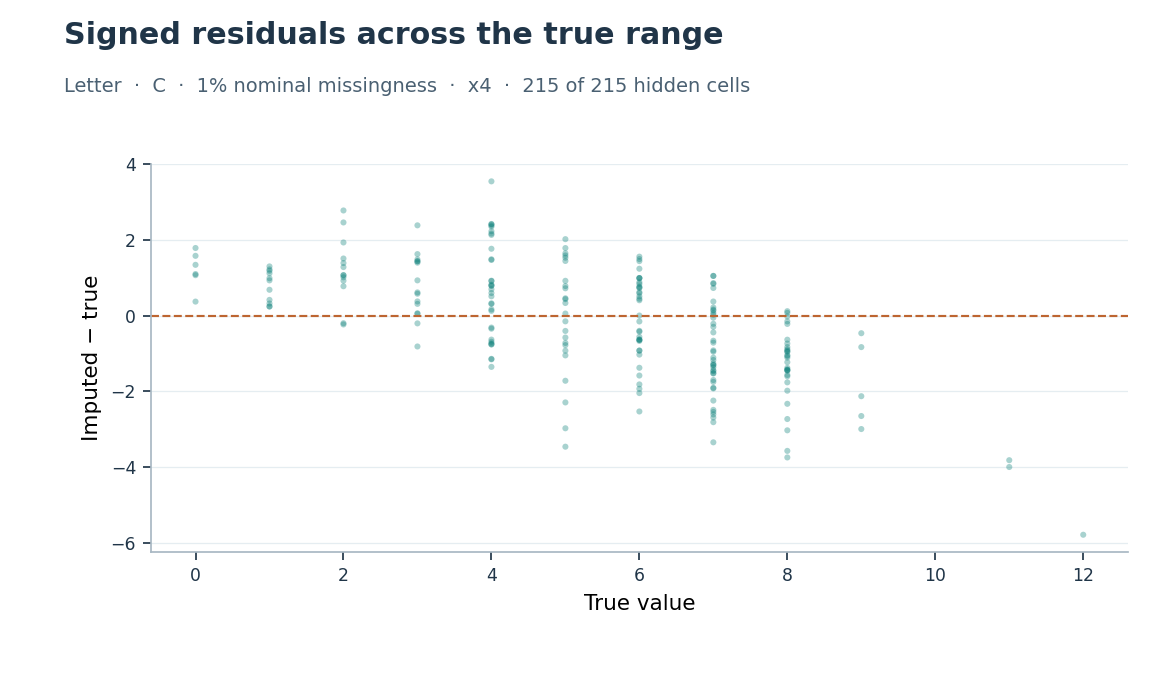 Signed residuals across the true range
Letter · C · 1% nominal missingness · x4 · 215 of 215 hidden cells
4
2
0
−2
−4
−6
Imputed − true
0 2 4 6 8 10 12
True value